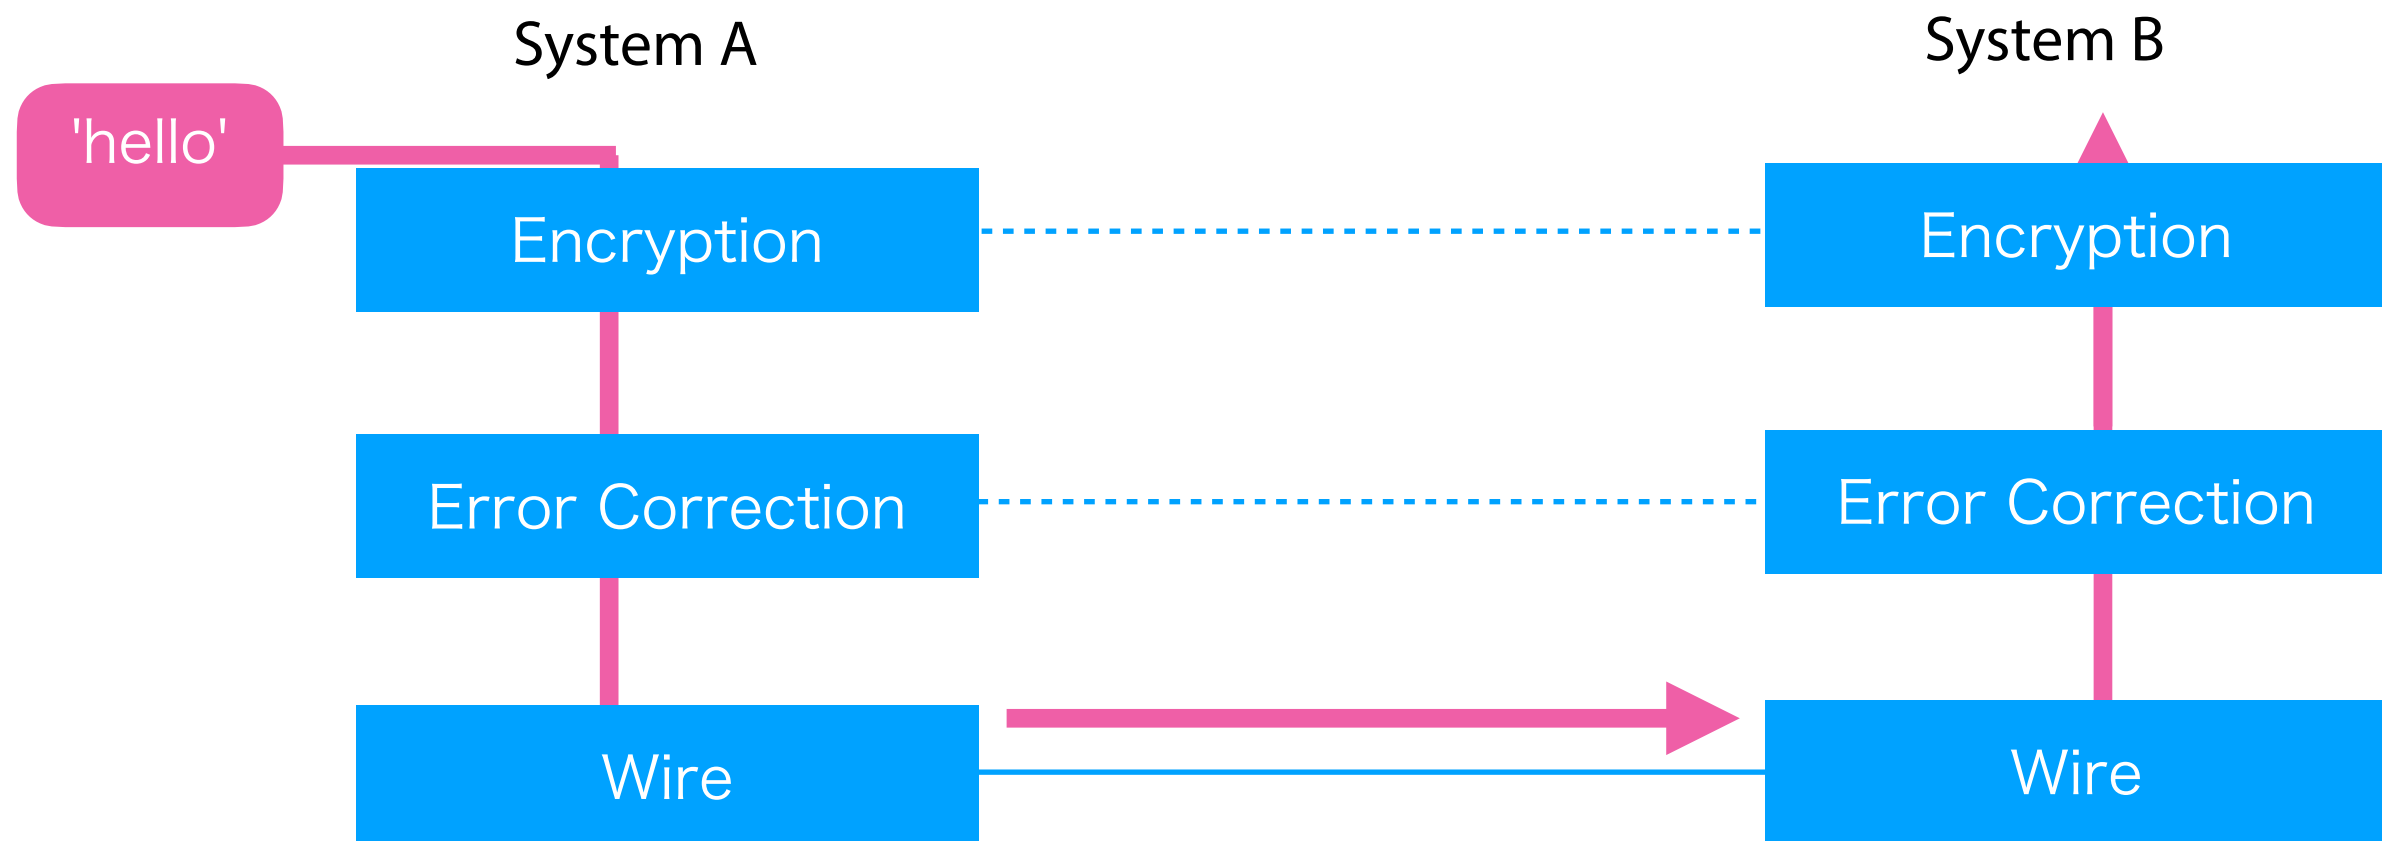 System A
System B
'hello'
Encryption
Encryption
Error Correction
Error Correction
Wire
Wire